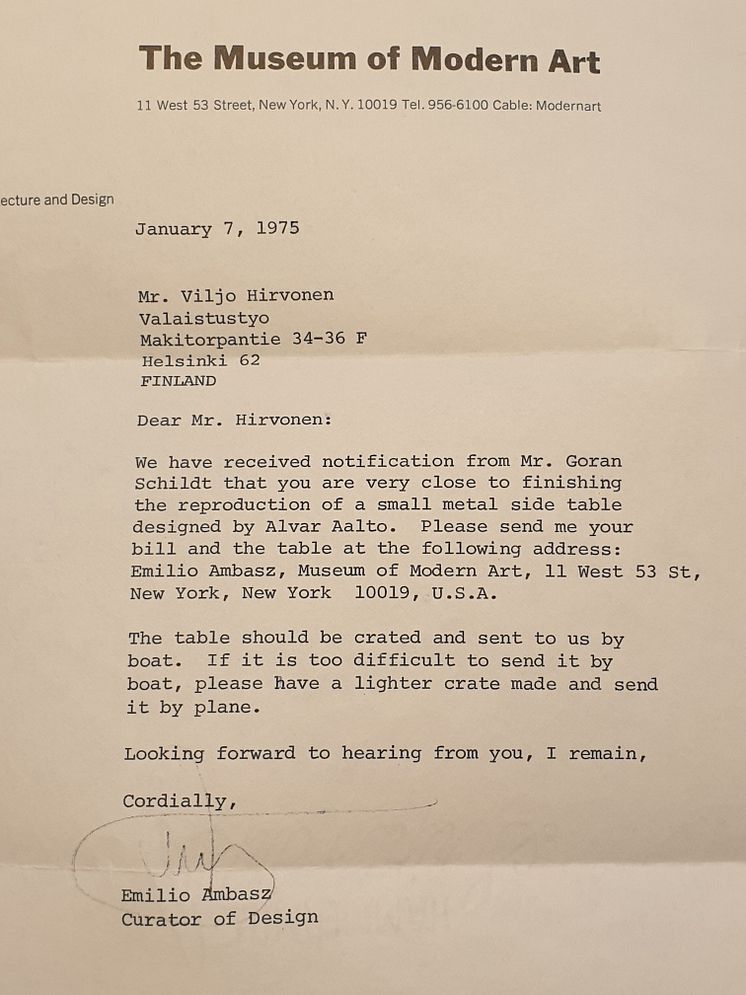 The Museum of Modern Art
11 West 53 Street, New York, N.Y. 10019 Tel. 956-6100 Cable: Modernart
ecture and Design
January 7, 1975
Mr. Viljo Hirvonen
Valaistustyo
Makitorpantie 34-36 F
Helsinki 62
FINLAND
Dear Mr. Hirvonen:
We have received notification from Mr. Goran
Schildt that you are very close to finishing
the reproduction of a small metal side table
designed by Alvar Aalto. Please send me your
bill and the table at the following address:
Emilio Ambasz, Museum of Modern Art, 11 West 53 St,
New York, New York 10019, U.S.A.
The table should be crated and sent to us by
boat. If it is too difficult to send it by
boat, please have a lighter crate made and send
it by plane.
Looking forward to hearing from you, I remain,
Cordially,
Emilio Ambasz
Curator of Design